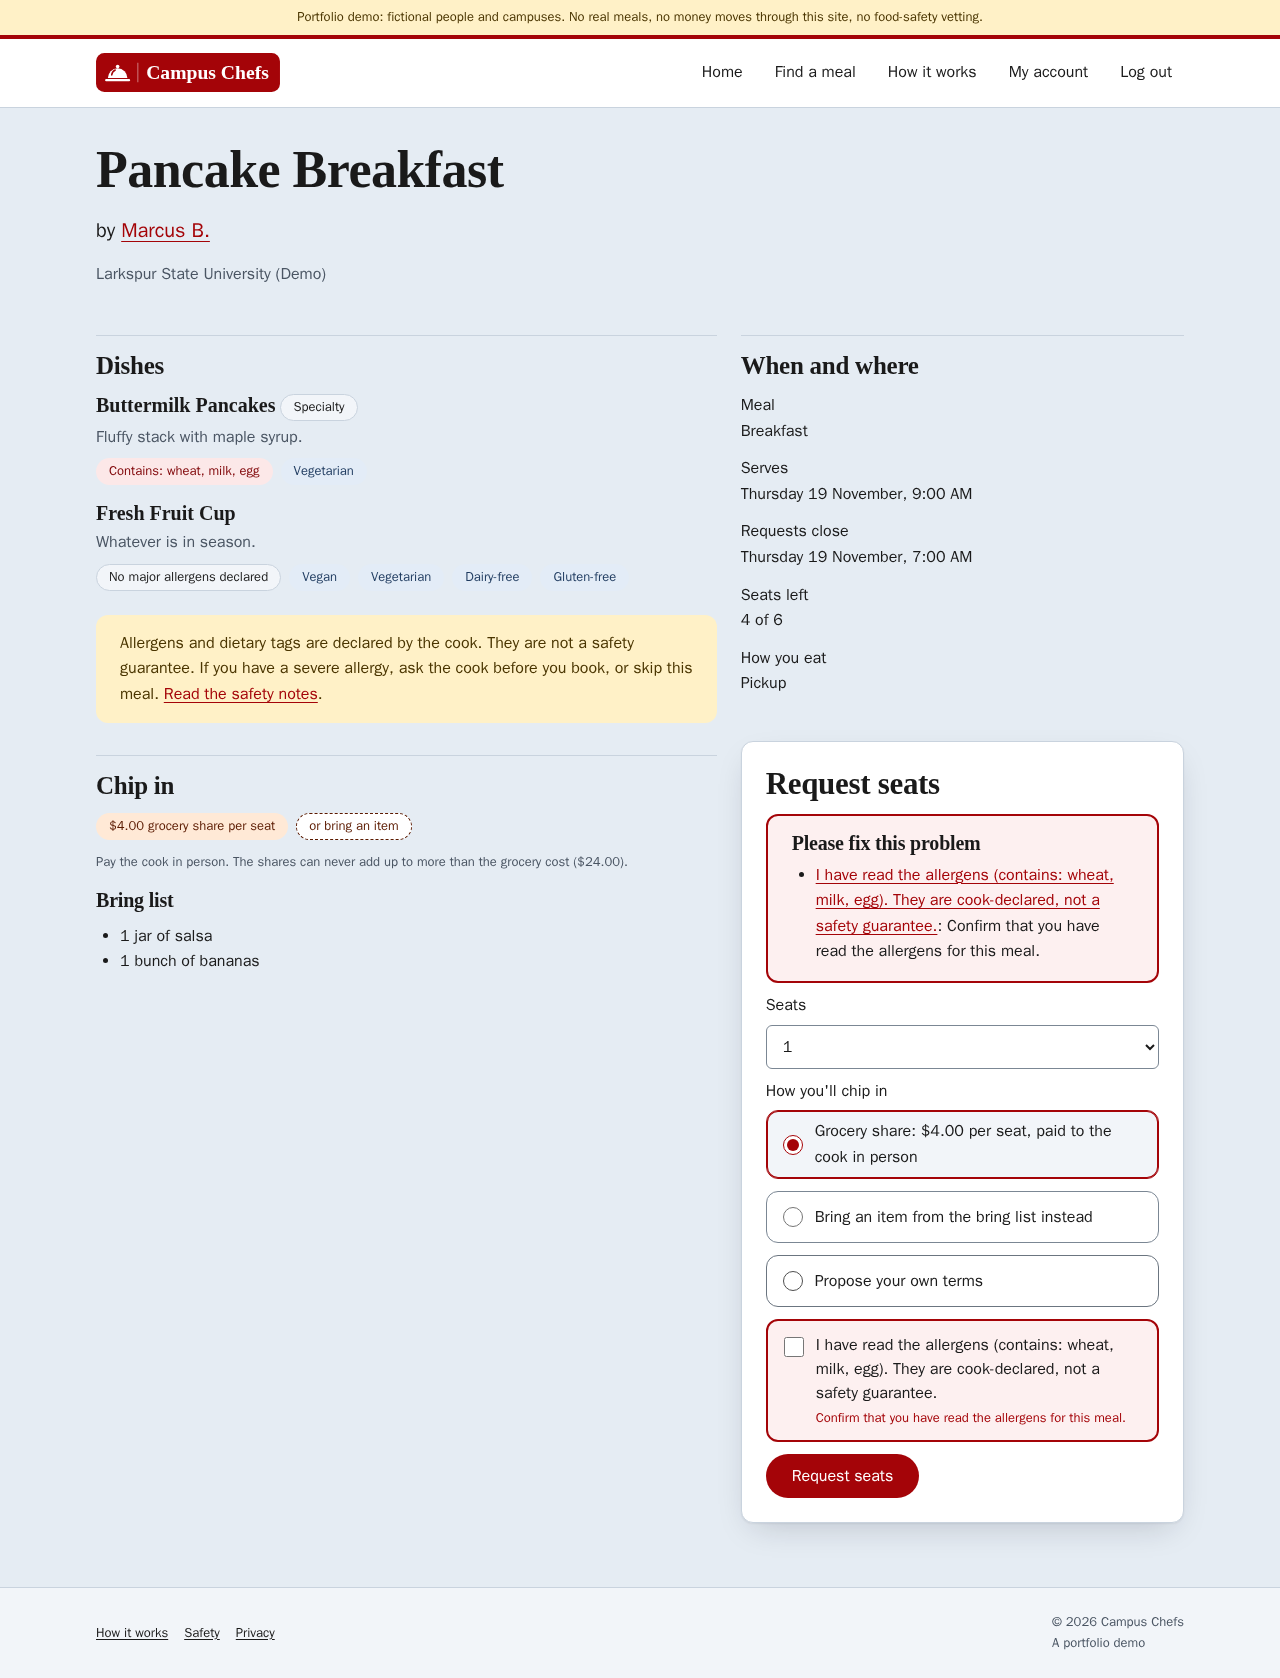 Portfolio demo: fictional people and campuses. No real meals, no money moves through this site, no food-safety vetting.
Campus Chefs
Home
Find a meal
How it works
My account
Log out
Pancake Breakfast
by Marcus B.
Larkspur State University (Demo)
Dishes
Buttermilk Pancakes Specialty
Fluffy stack with maple syrup.
Contains: wheat, milk, egg Vegetarian
Fresh Fruit Cup
Whatever is in season.
No major allergens declared Vegan Vegetarian Dairy-free Gluten-free
Allergens and dietary tags are declared by the cook. They are not a safety
guarantee. If you have a severe allergy, ask the cook before you book, or skip this
meal. Read the safety notes.
Chip in
$4.00 grocery share per seat or bring an item
Pay the cook in person. The shares can never add up to more than the grocery cost ($24.00).
Bring list
1 jar of salsa
1 bunch of bananas
When and where
Meal
Breakfast
Serves
Thursday 19 November, 9:00 AM
Requests close
Thursday 19 November, 7:00 AM
Seats left
4 of 6
How you eat
Pickup
Request seats
Please fix this problem
I have read the allergens (contains: wheat,
milk, egg). They are cook-declared, not a
safety guarantee.: Confirm that you have
read the allergens for this meal.
Seats
1
How you'll chip in
Grocery share: $4.00 per seat, paid to the
cook in person
Bring an item from the bring list instead
Propose your own terms
I have read the allergens (contains: wheat,
milk, egg). They are cook-declared, not a
safety guarantee.
Confirm that you have read the allergens for this meal.
Request seats
How it works Safety Privacy
© 2026 Campus Chefs
A portfolio demo